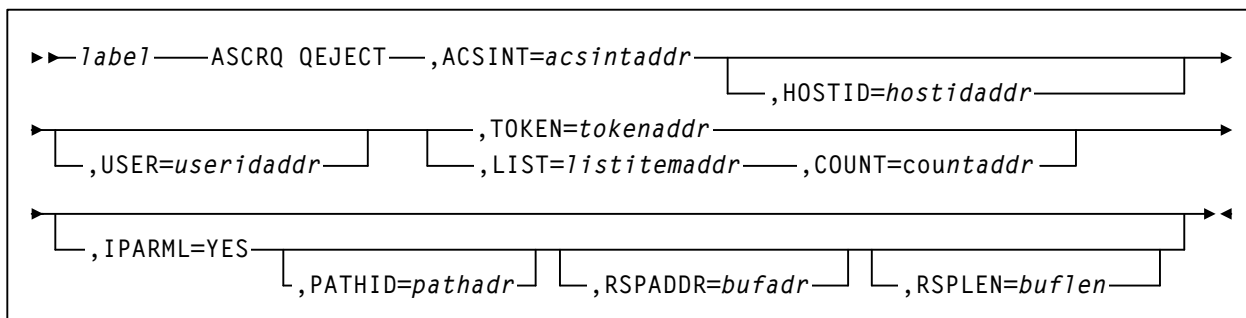 label ASCRQ QEJECT ,ACSINT=acsintaddr
,HOSTID=hostidaddr
,TOKEN=tokenaddr
,USER=useridaddr ,LIST=listitemaddr ,COUNT=countaddr
,IPARML=YES
,PATHID=pathadr ,RSPADDR=bufadr ,RSPLEN=buflen